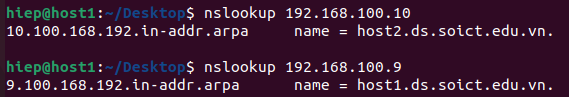 hiep@host1:~/Desktop$ nslookup 192.168.100.10
10.100.168.192.in-addr.arpa name = host2.ds.soict.edu.vn.
hiep@host1:~/Desktop$ nslookup 192.168.100.9
9.100.168.192.in-addr.arpa name = host1.ds.soict.edu.vn.